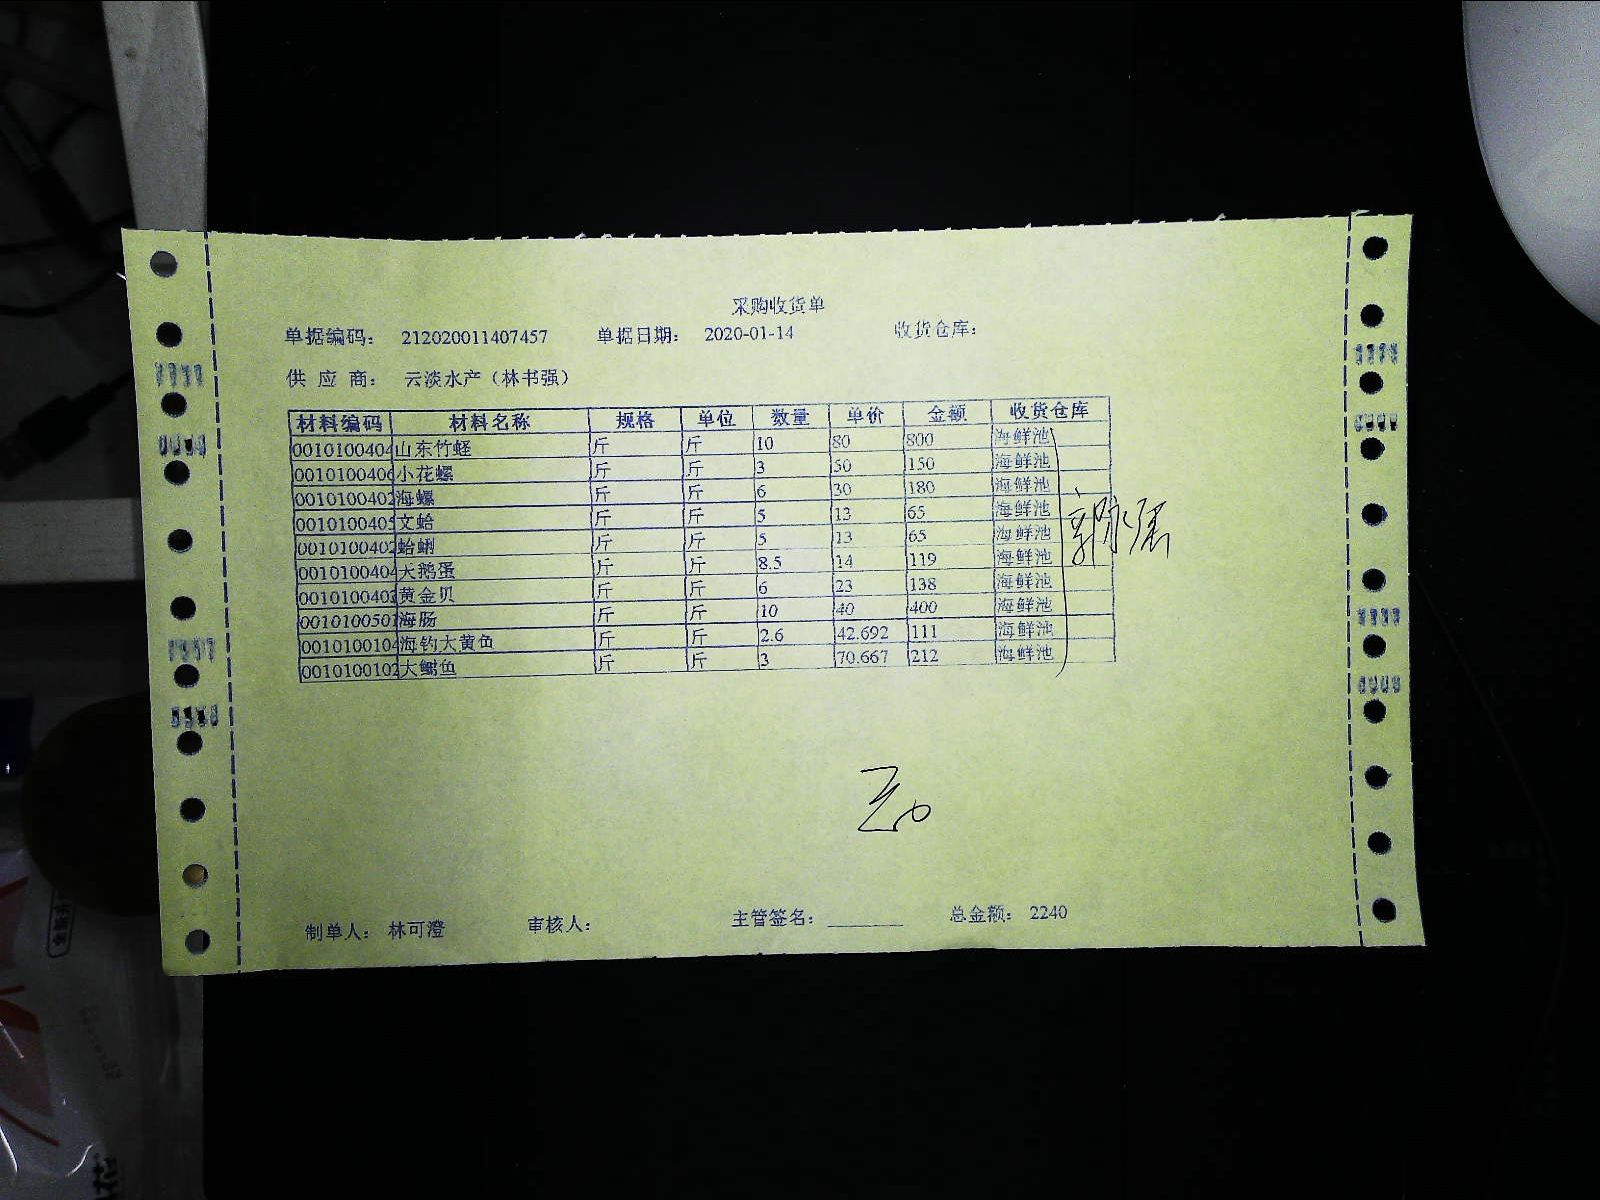 采购收货单
单据编码： 212020011407457 单据日期： 2020-01-14 收货仓库：
供 应 商： 云淡水产（林书强）
材料编码 材料名称 规格 单位 数量 单价 金额 收货仓库
0010100404 山东竹蛏 斤 斤 10 80 800 海鲜池
001010040 小花螺 斤 斤 3 50 150 海鲜池
001010040 海螺 斤 斤 6 30 180 海鲜池
001010040 文蛤 斤 斤 5 13 65 海鲜池
001010040 蛤蜊 斤 斤 5 13 65 海鲜池
0010100404 天鹅蛋 斤 斤 8.5 14 119 海鲜池
001010040 黄金贝 斤 斤 6 23 138 海鲜池
001010050 海肠 斤 斤 10 40 400 海鲜池
0010100104 海钓大黄鱼 斤 斤 2.6 42.692 111 海鲜池
0010100102 大鲷鱼 斤 斤 3 70.667 212 海鲜池
制单人： 林可澄 审核人： 主管签名： 总金额： 2240